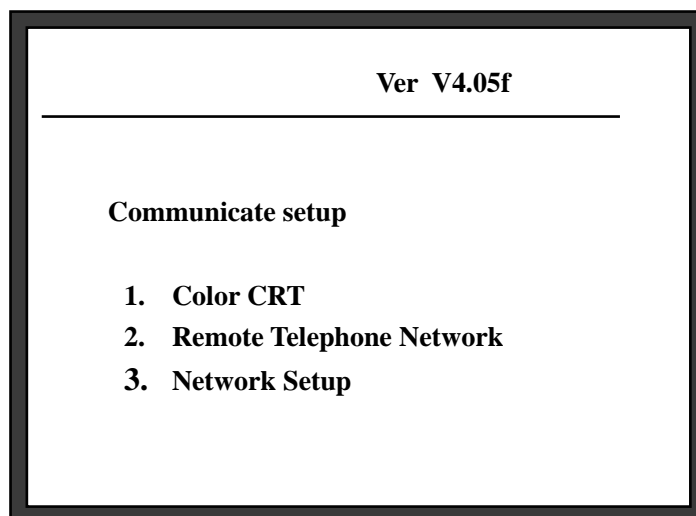 Ver V4.05f
Communicate setup
1. Color CRT
2. Remote Telephone Network
3. Network Setup